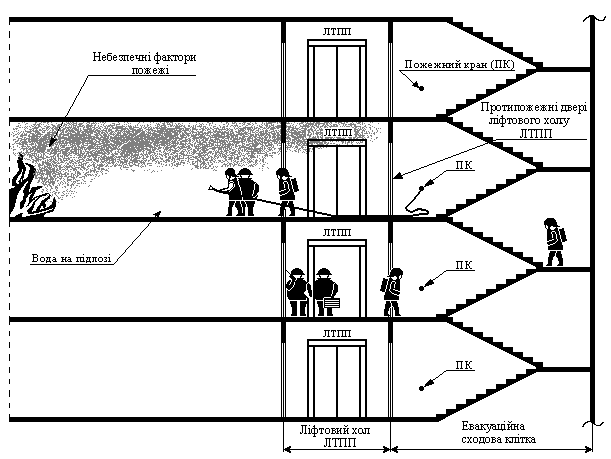 ЛТПП
Небезпечні фактори
пожежі
Пожежний кран (ПК)
Протипожежні двері
ліфтового холу
ЛТПП
ЛТПП
ПК
ЛТПП
Вода на підлозі
ПК
ЛТПП
ПК
Ліфтовий хол
ЛТПП
Евакуаційна
сходова клітка